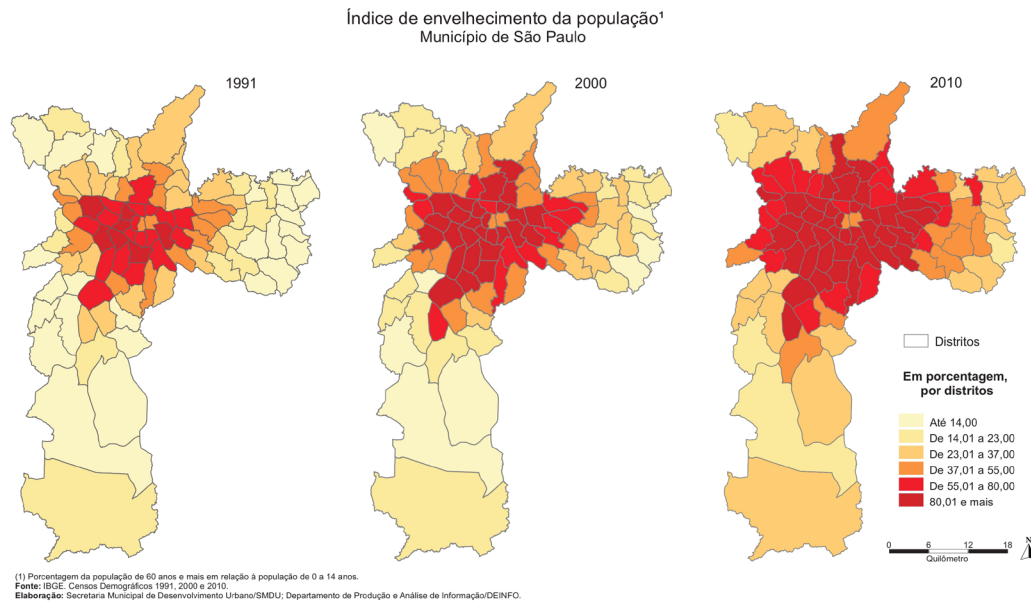 Índice de envelhecimento da população¹
Município de São Paulo
1991
2000
2010
Distritos
Em porcentagem,
por distritos
Até 14,00
De 14,01 a 23,00
De 23,01 a 37,00
De 37,01 a 55,00
De 55,01 a 80,00
80,01 e mais
0 6 12 18
Quilômetro
N
(1) Porcentagem da população de 60 anos e mais em relação à população de 0 a 14 anos.
Fonte: IBGE. Censos Demográficos 1991, 2000 e 2010.
Elaboração: Secretaria Municipal de Desenvolvimento Urbano/SMDU; Departamento de Produção e Análise de Informação/DEINFO.